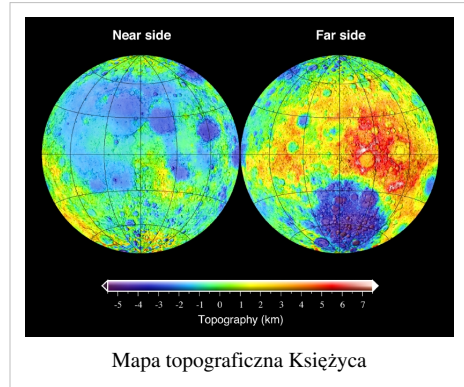 Near side Far side
-5 -4 -3 -2 -1 0 1 2 3 4 5 6 7
Topography (km)
Mapa topograficzna Księżyca